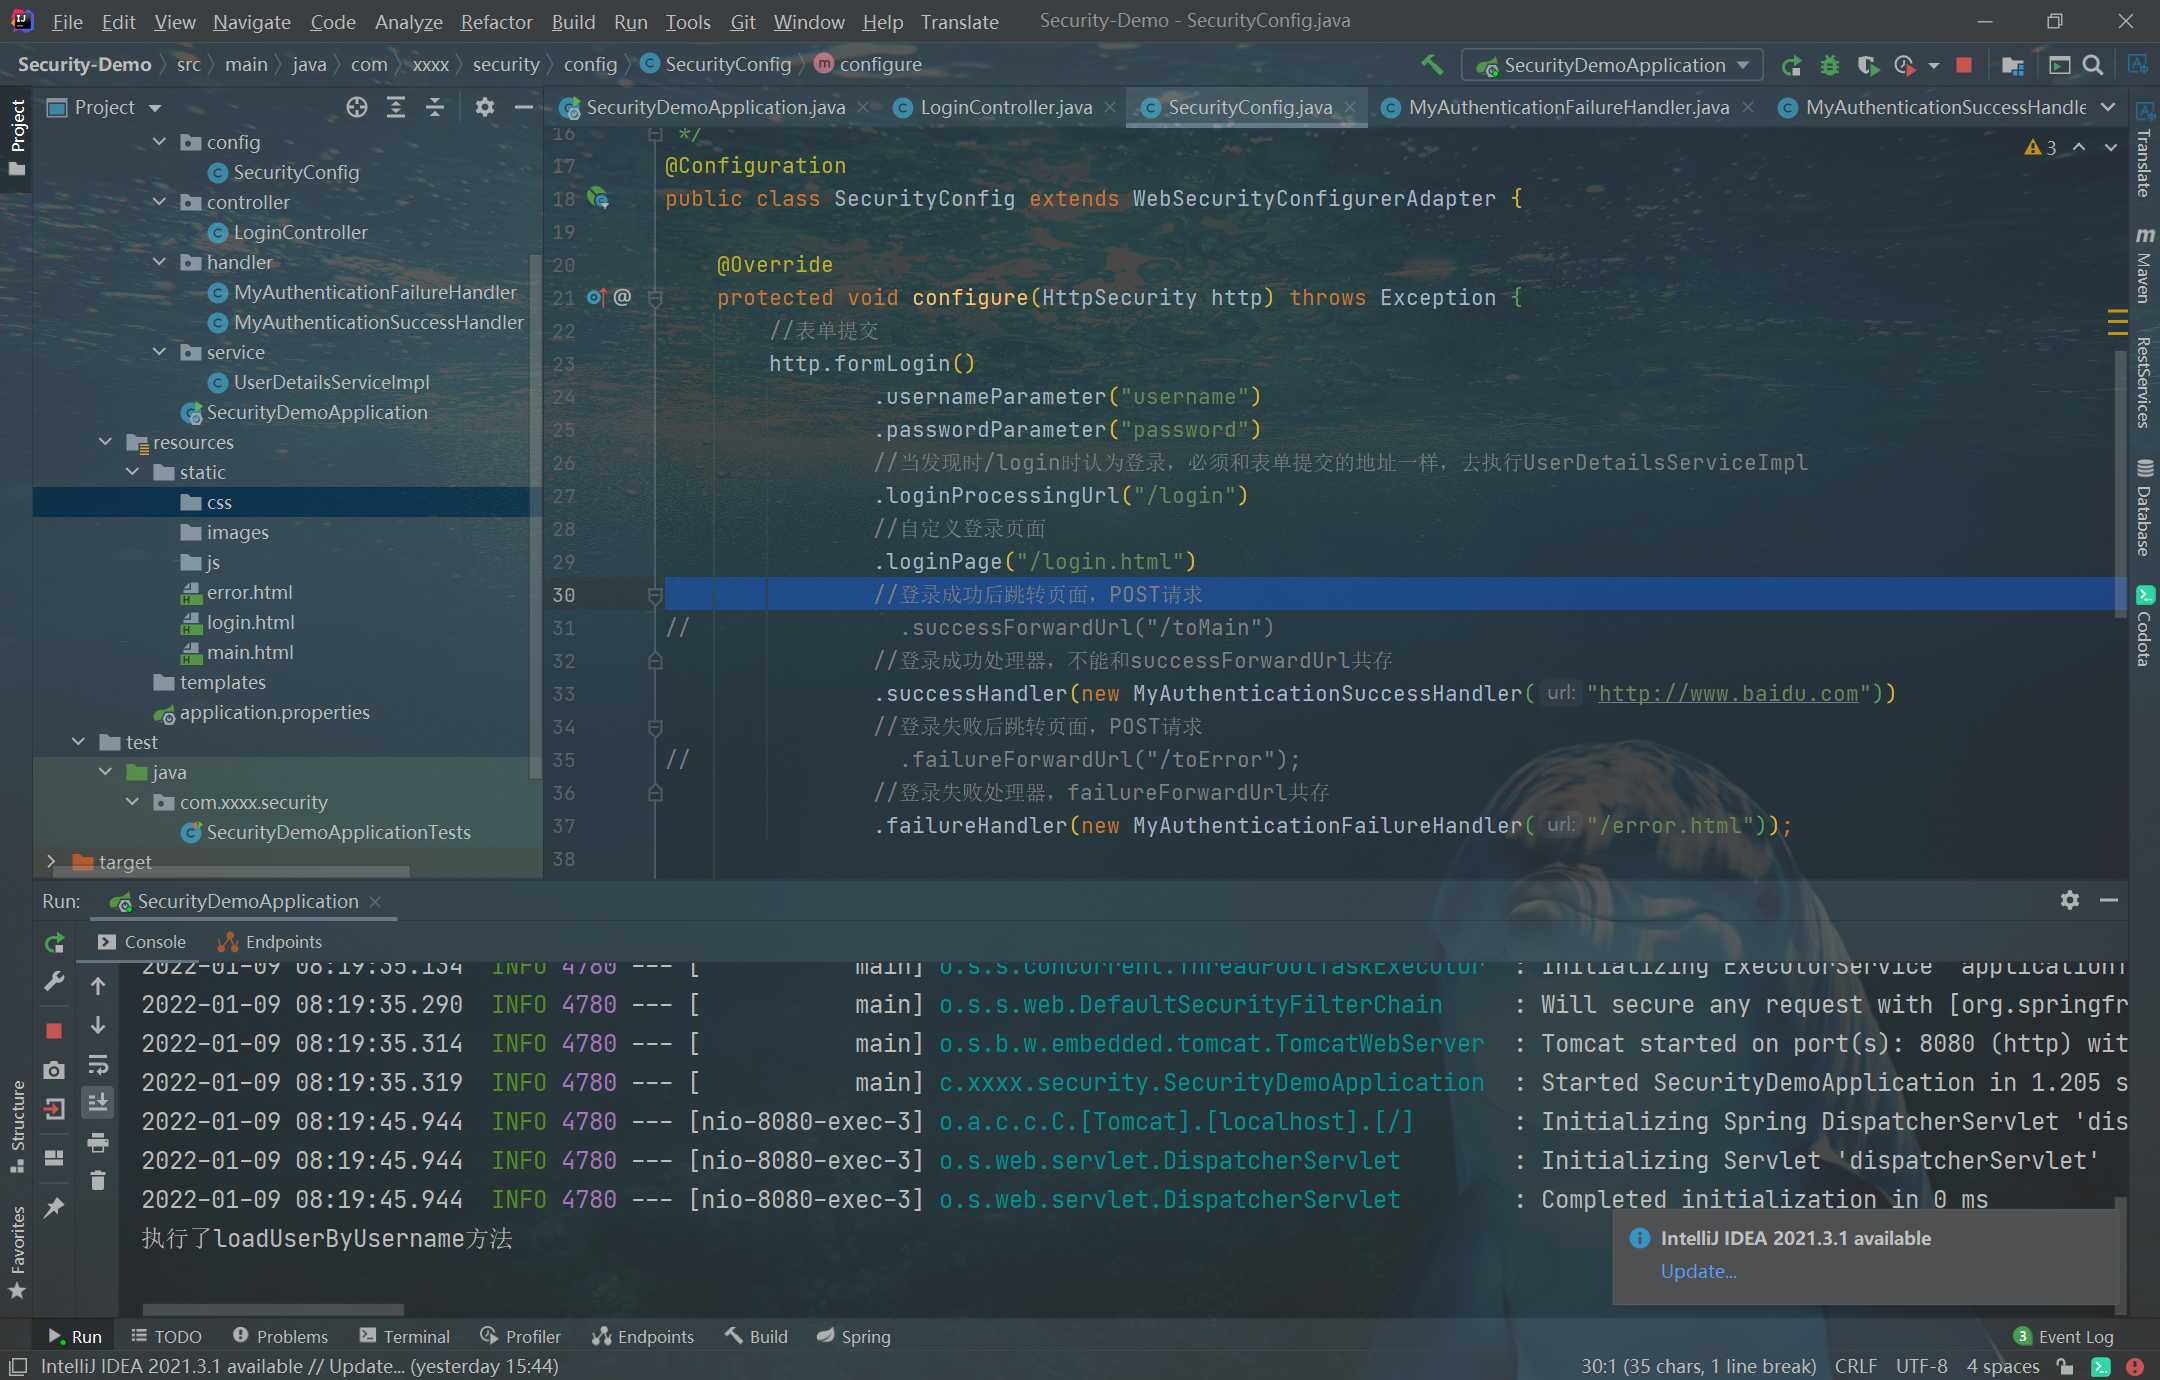 File Edit View Navigate Code Analyze Refactor Build Run Tools Git Window Help Translate Security-Demo - SecurityConfig.java
Security-Demo src main java com xxxx security config SecurityConfig configure SecurityDemoApplication
Project
Project
config
SecurityConfig
controller
LoginController
handler
MyAuthenticationFailureHandler
MyAuthenticationSuccessHandler
service
UserDetailsServiceImpl
SecurityDemoApplication
resources
static
css
images
js
error.html
login.html
main.html
templates
application.properties
test
java
com.xxxx.security
SecurityDemoApplicationTests
target
SecurityDemoApplication.java LoginController.java SecurityConfig.java MyAuthenticationFailureHandler.java MyAuthenticationSuccessHandle
3
16 */
17 @Configuration
18 public class SecurityConfig extends WebSecurityConfigurerAdapter {
19
20 @Override
21 @ protected void configure(HttpSecurity http) throws Exception {
22 //表单提交
23 http.formLogin()
24 .usernameParameter("username")
25 .passwordParameter("password")
26 //当发现时/login时认为登录，必须和表单提交的地址一样，去执行UserDetailsServiceImpl
27 .loginProcessingUrl("/login")
28 //自定义登录页面
29 .loginPage("/login.html")
30 //登录成功后跳转页面，POST请求
31 // .successForwardUrl("/toMain")
32 //登录成功处理器，不能和successForwardUrl共存
33 .successHandler(new MyAuthenticationSuccessHandler( url: "http://www.baidu.com"))
34 //登录失败后跳转页面，POST请求
35 // .failureForwardUrl("/toError");
36 //登录失败处理器，failureForwardUrl共存
37 .failureHandler(new MyAuthenticationFailureHandler( url: "/error.html"));
38
Translate
Maven
RestServices
Database
Codota
Run: SecurityDemoApplication
Console Endpoints
2022-01-09 08:19:35.134 INFO 4780 --- [ main] o.s.s.concurrent.ThreadPoolTaskExecutor : Initializing ExecutorService 'applicationT
2022-01-09 08:19:35.290 INFO 4780 --- [ main] o.s.s.web.DefaultSecurityFilterChain : Will secure any request with [org.springfr
2022-01-09 08:19:35.314 INFO 4780 --- [ main] o.s.b.w.embedded.tomcat.TomcatWebServer : Tomcat started on port(s): 8080 (http) wit
2022-01-09 08:19:35.319 INFO 4780 --- [ main] c.xxxx.security.SecurityDemoApplication : Started SecurityDemoApplication in 1.205 s
2022-01-09 08:19:45.944 INFO 4780 --- [nio-8080-exec-3] o.a.c.c.C.[Tomcat].[localhost].[/] : Initializing Spring DispatcherServlet 'dis
2022-01-09 08:19:45.944 INFO 4780 --- [nio-8080-exec-3] o.s.web.servlet.DispatcherServlet : Initializing Servlet 'dispatcherServlet'
2022-01-09 08:19:45.944 INFO 4780 --- [nio-8080-exec-3] o.s.web.servlet.DispatcherServlet : Completed initialization in 0 ms
执行了loadUserByUsername方法
Structure
Favorites
IntelliJ IDEA 2021.3.1 available
Update...
Run TODO Problems Terminal Profiler Endpoints Build Spring 3 Event Log
IntelliJ IDEA 2021.3.1 available // Update... (yesterday 15:44) 30:1 (35 chars, 1 line break) CRLF UTF-8 4 spaces